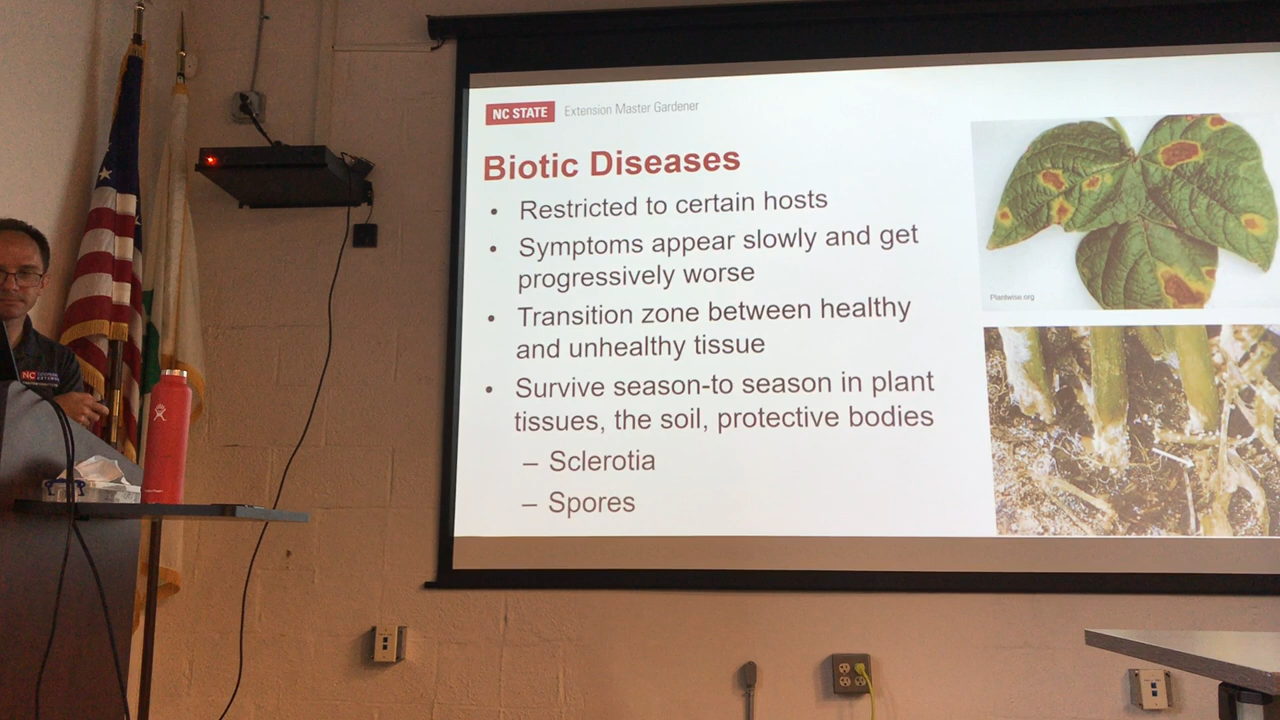 NC STATE Extension Master Gardener
Biotic Diseases
• Restricted to certain hosts
• Symptoms appear slowly and get
progressively worse
• Transition zone between healthy
and unhealthy tissue
• Survive season-to season in plant
tissues, the soil, protective bodies
– Sclerotia
– Spores
Plantwise.org
NC